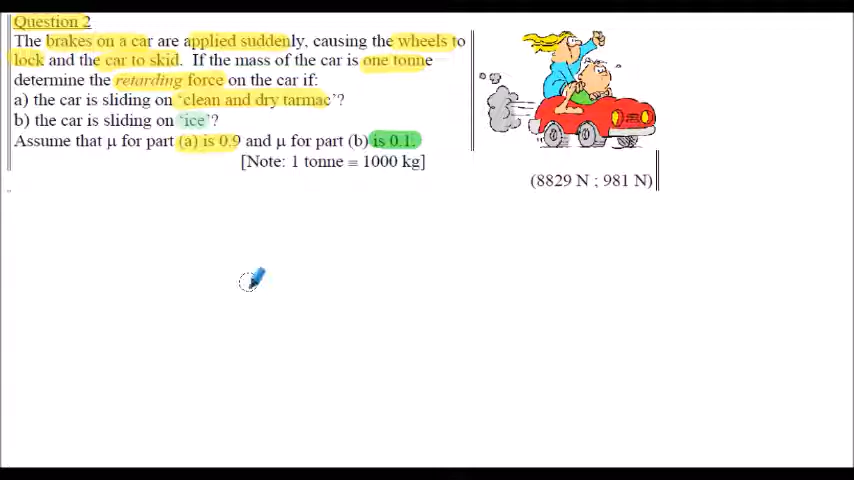 Question 2
The brakes on a car are applied suddenly, causing the wheels to
lock and the car to skid. If the mass of the car is one tonne
determine the retarding force on the car if:
a) the car is sliding on ‘clean and dry tarmac’?
b) the car is sliding on ‘ice’?
Assume that μ for part (a) is 0.9 and μ for part (b) is 0.1.
[Note: 1 tonne ≡ 1000 kg]
(8829 N ; 981 N)